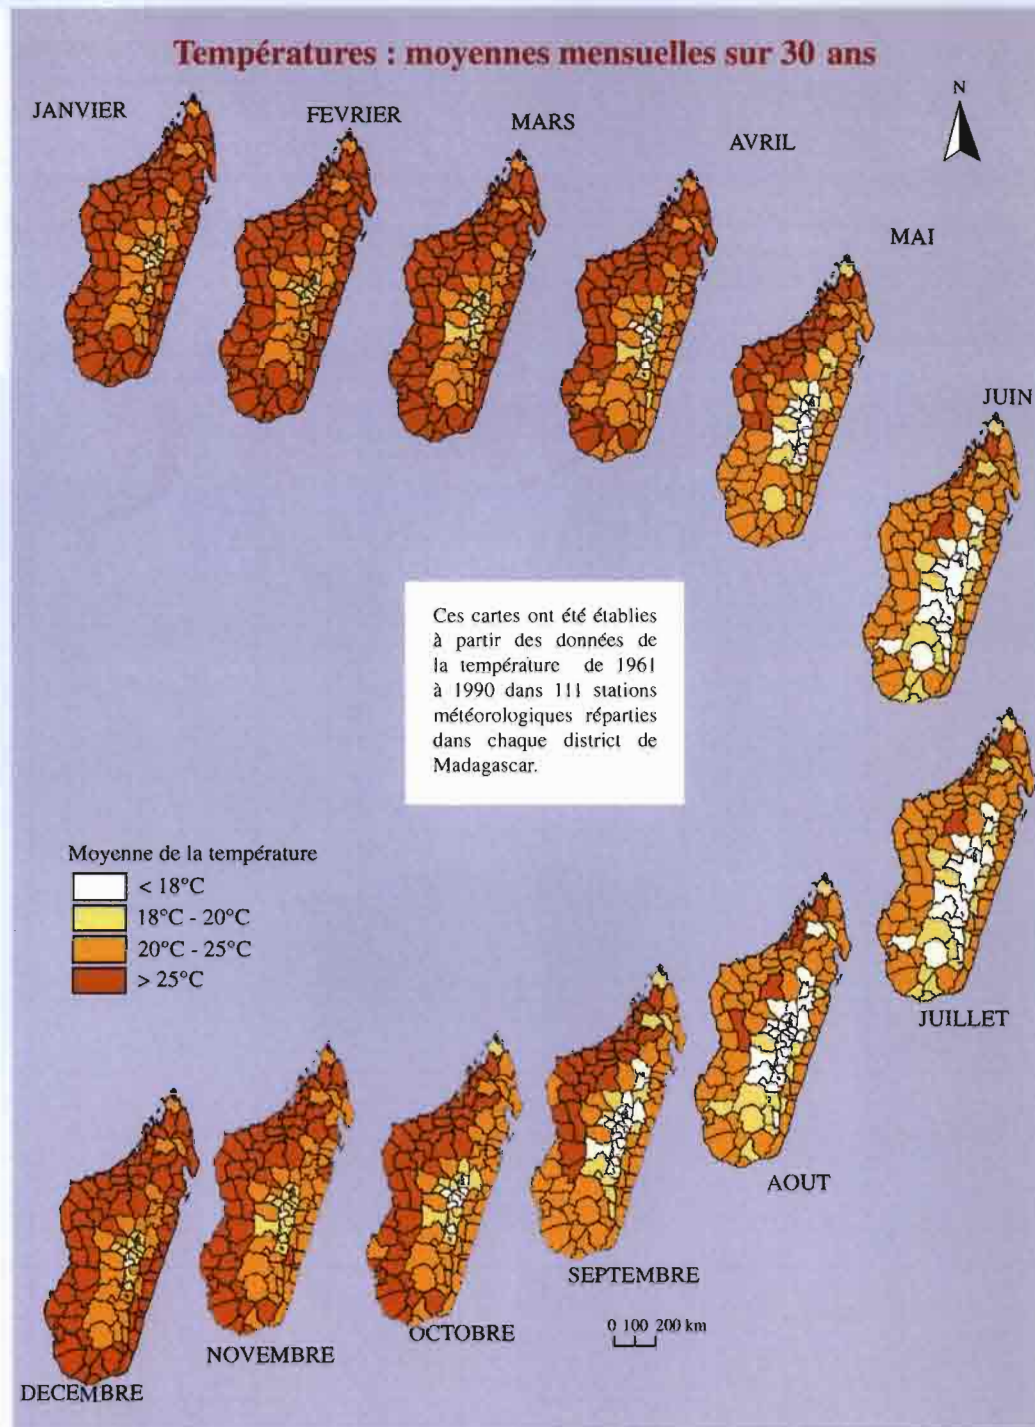 Températures : moyennes mensuelles sur 30 ans
JANVIER
FEVRIER
MARS
AVRIL
N
MAI
JUIN
Ces cartes ont été établies
à partir des données de
la température de 1961
à 1990 dans 111 stations
météorologiques réparties
dans chaque district de
Madagascar.
Moyenne de la température
< 18°C
18°C - 20°C
20°C - 25°C
> 25°C
JUILLET
AOUT
SEPTEMBRE
0 100 200 km
OCTOBRE
NOVEMBRE
DECEMBRE